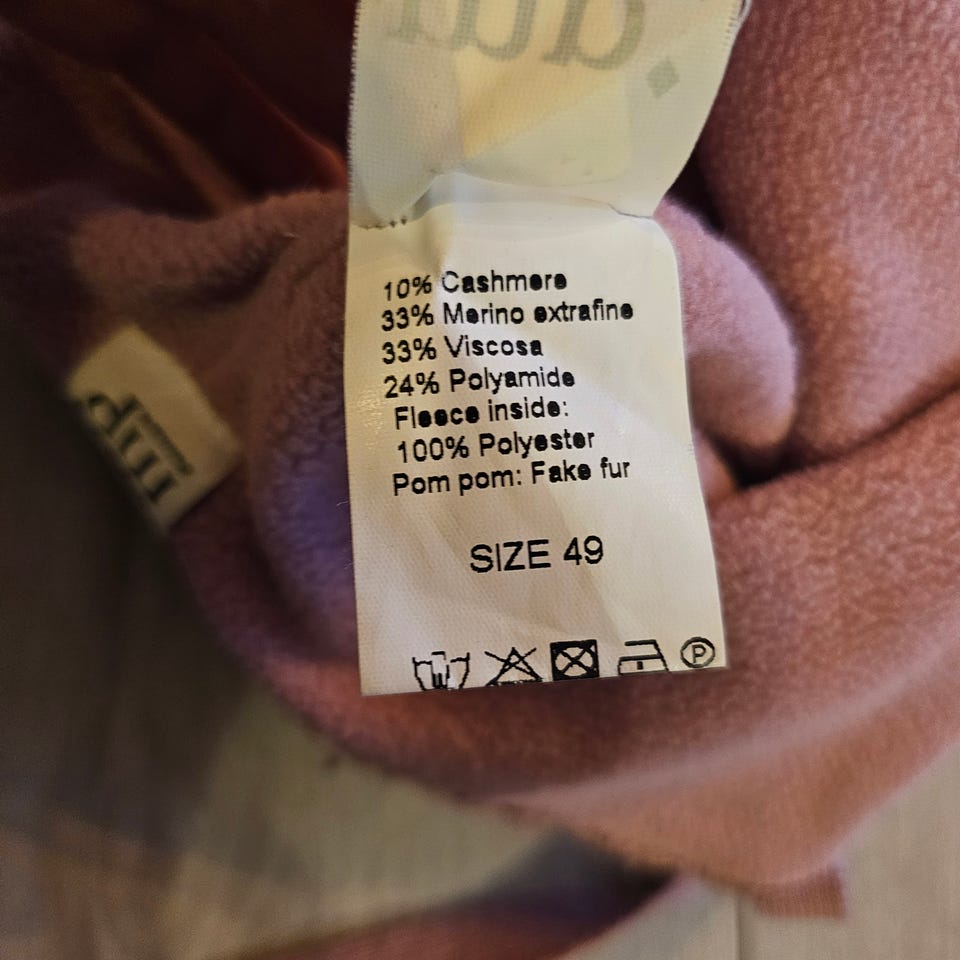 10% Cashmere
33% Merino extrafine
33% Viscosa
24% Polyamide
Fleece inside:
100% Polyester
Pom pom: Fake fur
SIZE 49
P